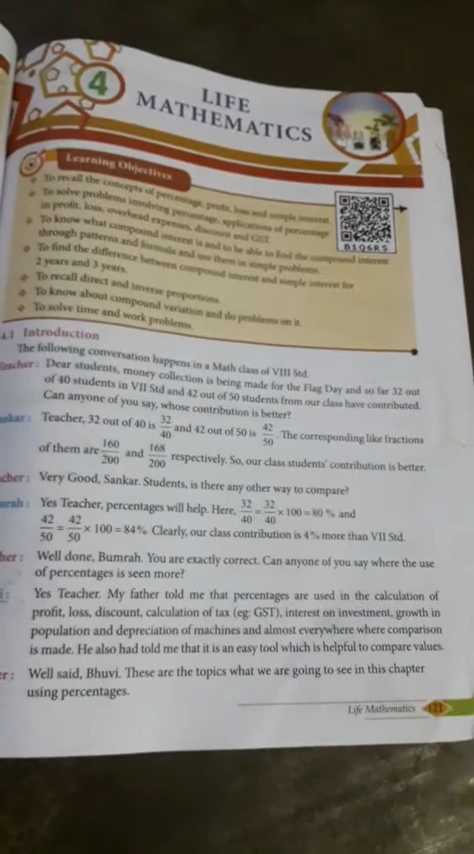 4
LIFE
MATHEMATICS
Learning Objectives
To recall the concepts of percentage, profit, loss and simple interest
To solve problems involving percentage, applications of percentage
in profit, loss, overhead expenses, discount and GST.
To know what compound interest is and to be able to find the compound interest
through patterns and formula and use them in simple problems.
To find the difference between compound interest and simple interest for
2 years and 3 years.
To recall direct and inverse proportions.
To know about compound variation and do problems on it.
To solve time and work problems.
B1Q6R5
4.1 Introduction
The following conversation happens in a Math class of VIII Std.
Teacher : Dear students, money collection is being made for the Flag Day and so far 32 out
of 40 students in VII Std and 42 out of 50 students from our class have contributed.
Can anyone of you say, whose contribution is better?
nkar : Teacher, 32 out of 40 is 32/40 and 42 out of 50 is 42/50. The corresponding like fractions
of them are 160/200 and 168/200 respectively. So, our class students' contribution is better.
cher : Very Good, Sankar. Students, is there any other way to compare?
mrah : Yes Teacher, percentages will help. Here, 32/40 = 32/40 × 100 = 80 % and
42/50 = 42/50 × 100 = 84% Clearly, our class contribution is 4% more than VII Std.
her : Well done, Bumrah. You are exactly correct. Can anyone of you say where the use
of percentages is seen more?
i : Yes Teacher. My father told me that percentages are used in the calculation of
profit, loss, discount, calculation of tax (eg: GST), interest on investment, growth in
population and depreciation of machines and almost everywhere where comparison
is made. He also had told me that it is an easy tool which is helpful to compare values.
er : Well said, Bhuvi. These are the topics what we are going to see in this chapter
using percentages.
Life Mathematics 121